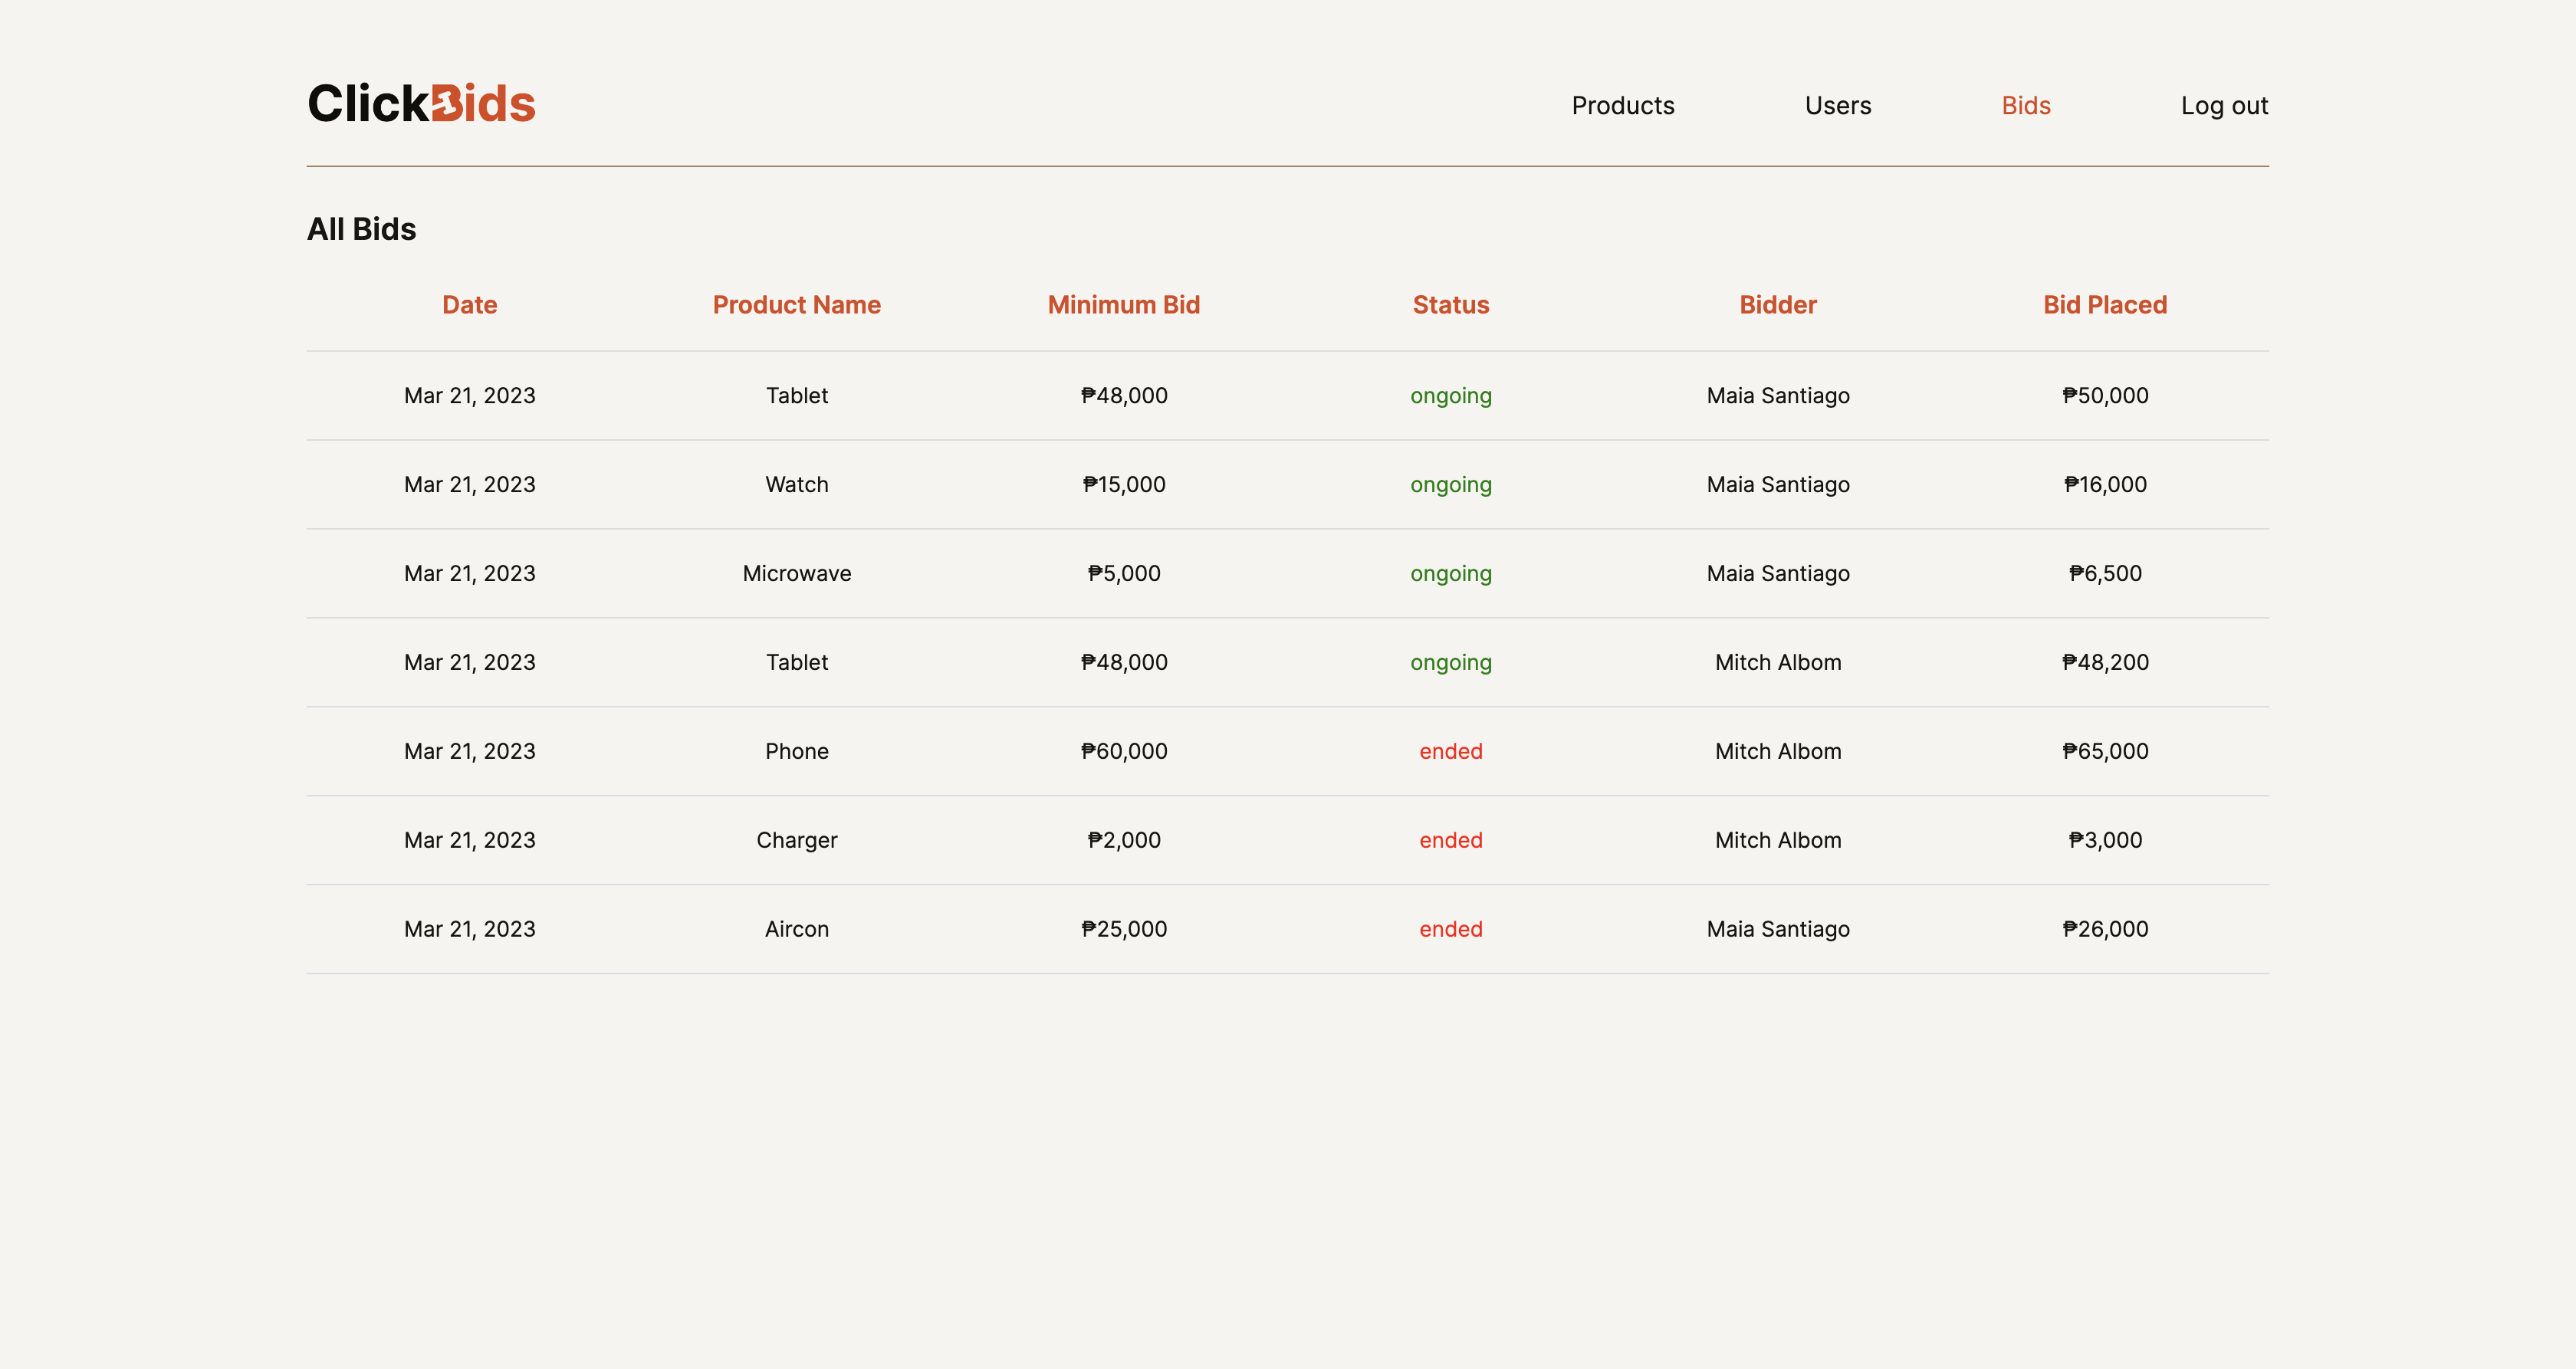 ClickBids Products Users Bids Log out
All Bids
Date Product Name Minimum Bid Status Bidder Bid Placed
Mar 21, 2023 Tablet ₱48,000 ongoing Maia Santiago ₱50,000
Mar 21, 2023 Watch ₱15,000 ongoing Maia Santiago ₱16,000
Mar 21, 2023 Microwave ₱5,000 ongoing Maia Santiago ₱6,500
Mar 21, 2023 Tablet ₱48,000 ongoing Mitch Albom ₱48,200
Mar 21, 2023 Phone ₱60,000 ended Mitch Albom ₱65,000
Mar 21, 2023 Charger ₱2,000 ended Mitch Albom ₱3,000
Mar 21, 2023 Aircon ₱25,000 ended Maia Santiago ₱26,000